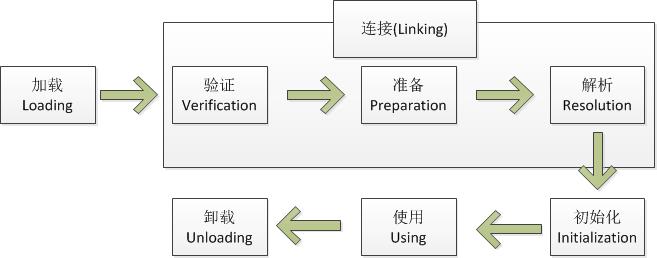 连接(Linking)
加载
Loading
验证
Verification
准备
Preparation
解析
Resolution
卸载
Unloading
使用
Using
初始化
Initialization